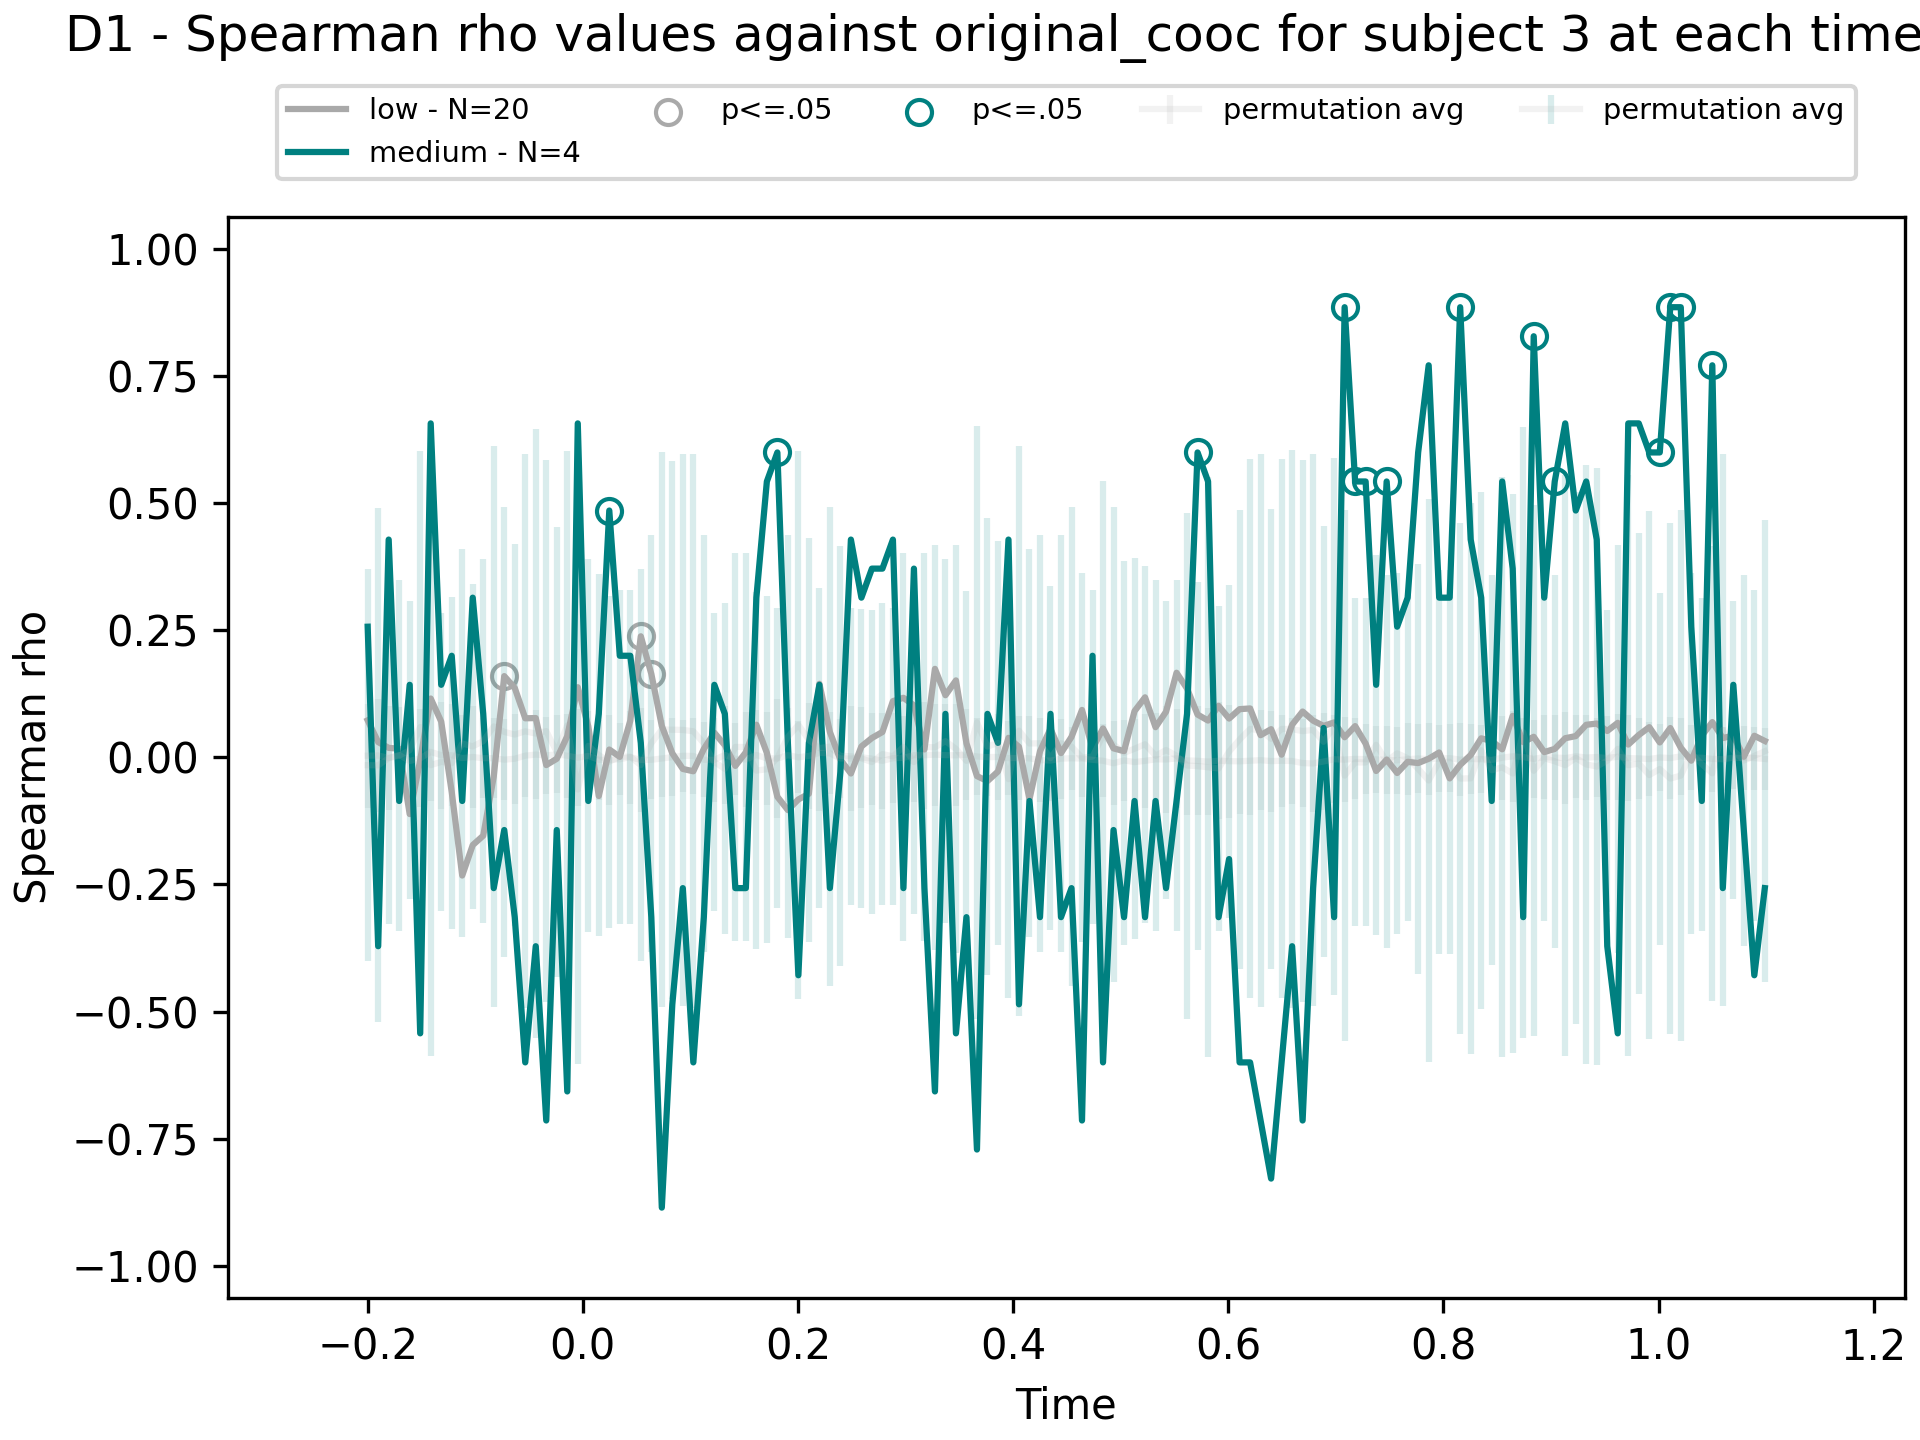 D1 - Spearman rho values against original_cooc for subject 3 at each time
low - N=20
medium - N=4
p<=.05
p<=.05
permutation avg
permutation avg
Spearman rho
1.00
0.75
0.50
0.25
0.00
−0.25
−0.50
−0.75
−1.00
−0.2
0.0
0.2
0.4
0.6
0.8
1.0
1.2
Time